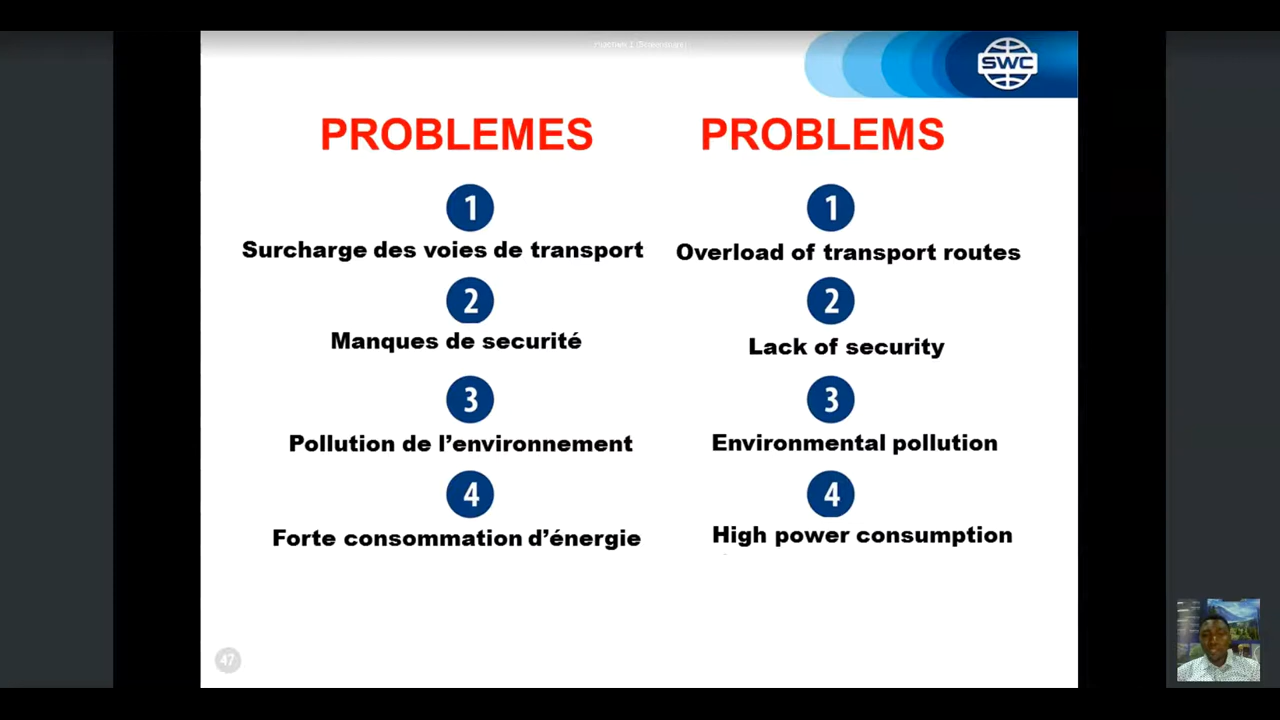 SWC
PROBLEMES
1
Surcharge des voies de transport
2
Manques de securité
3
Pollution de l’environnement
4
Forte consommation d’énergie
PROBLEMS
1
Overload of transport routes
2
Lack of security
3
Environmental pollution
4
High power consumption
47